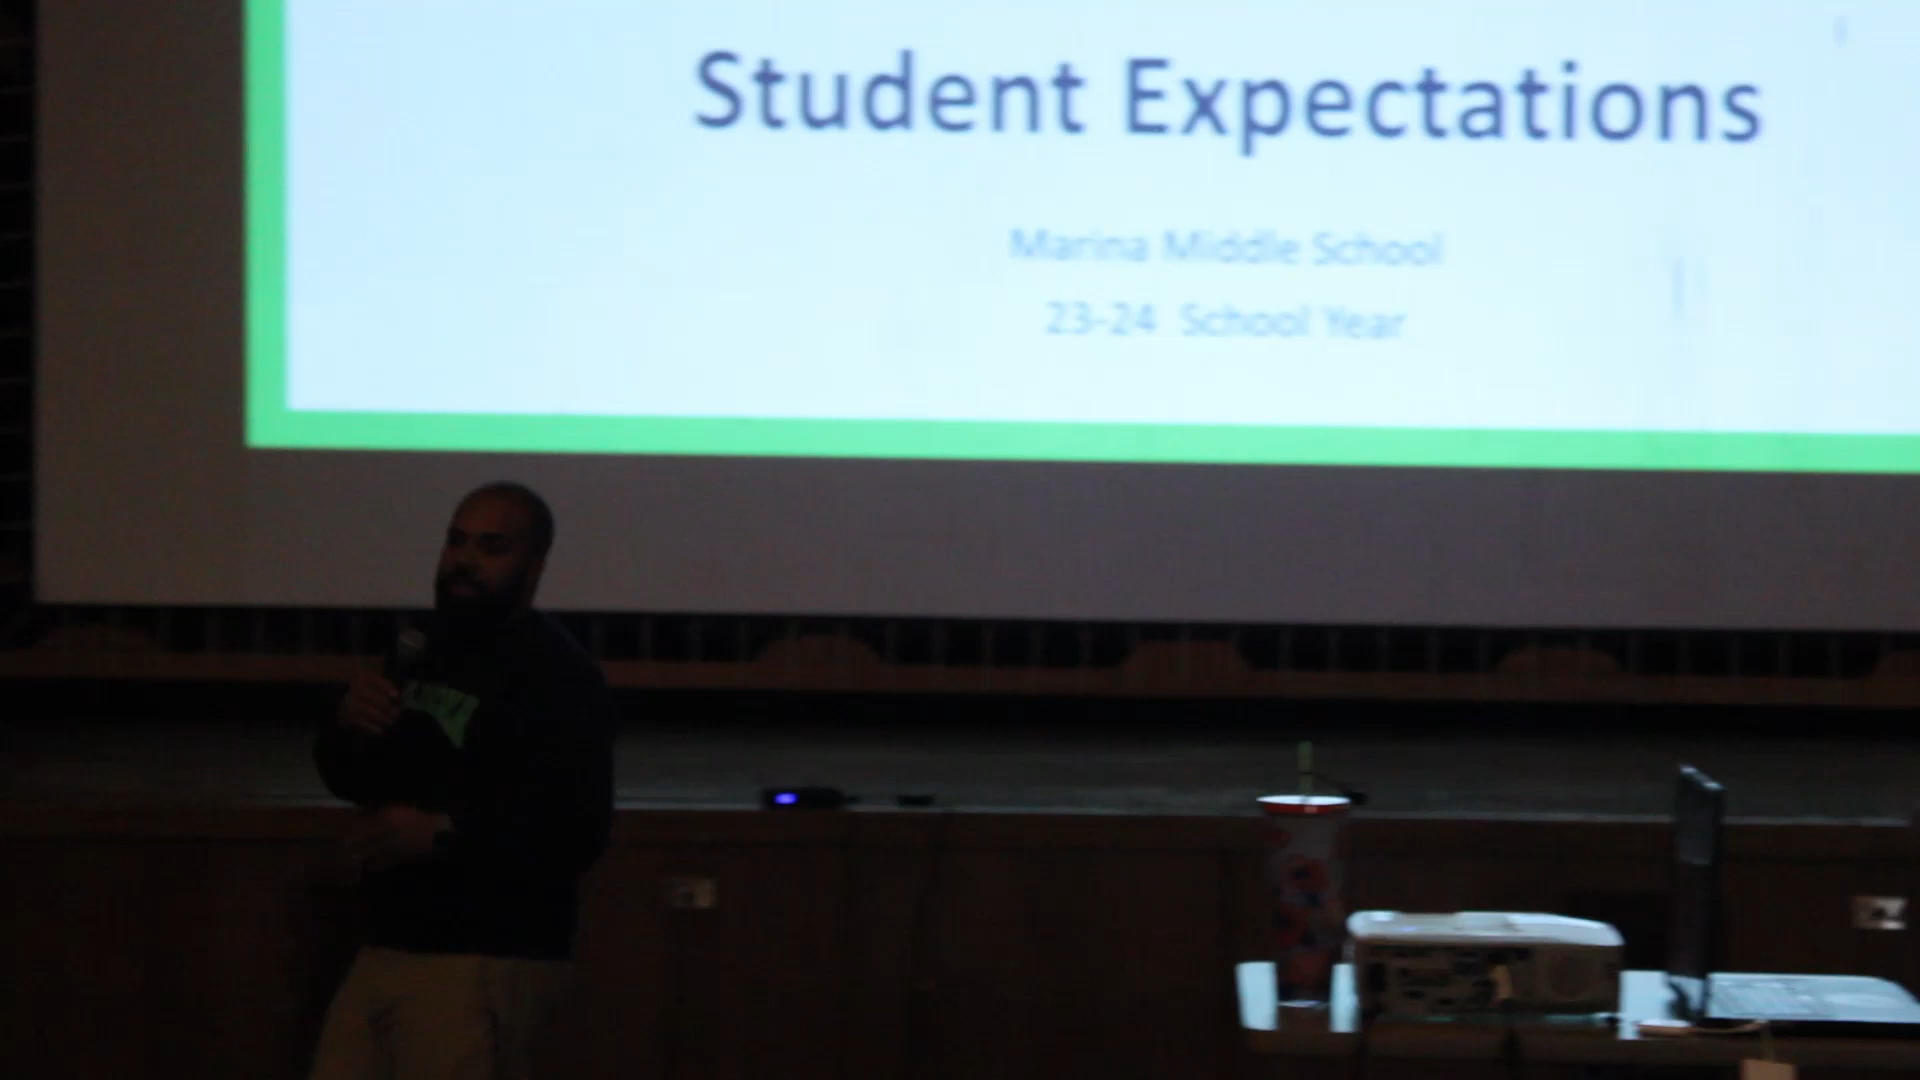 Student Expectations
Marina Middle School
23-24 School Year